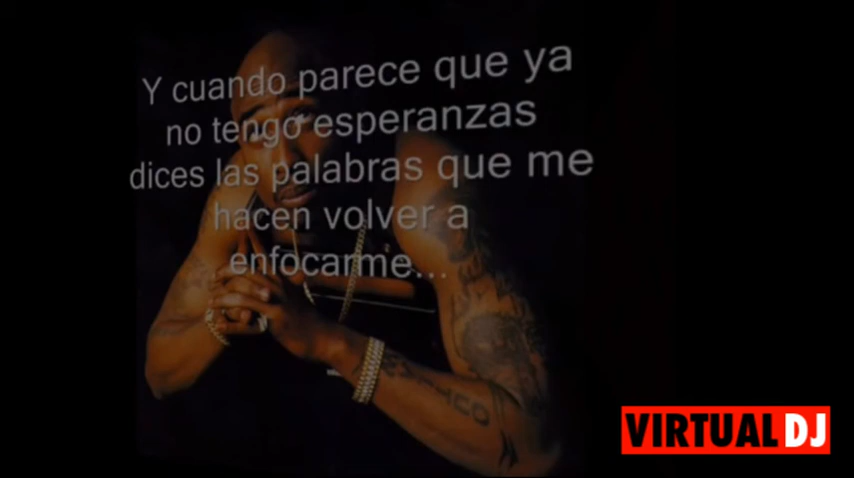 Y cuando parece que ya
no tengo esperanzas
dices las palabras que me
hacen volver a
enfocarme...
VIRTUAL DJ